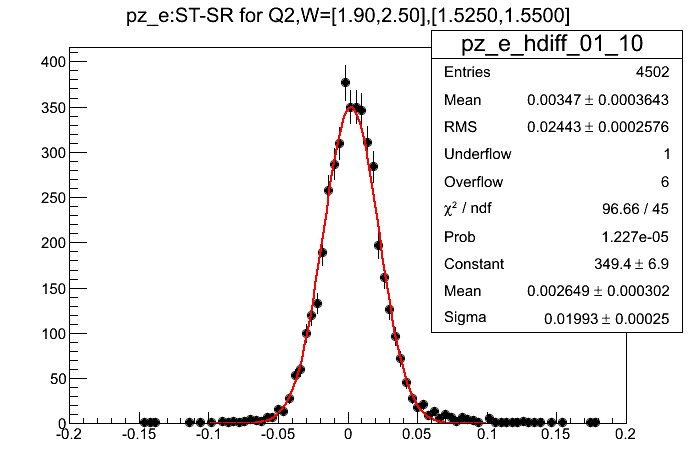 pz_e:ST-SR for Q2,W=[1.90,2.50],[1.5250,1.5500]
pz_e_hdiff_01_10
Entries 4502
Mean 0.00347 ± 0.0003643
RMS 0.02443 ± 0.0002576
Underflow 1
Overflow 6
χ² / ndf 96.66 / 45
Prob 1.227e-05
Constant 349.4 ± 6.9
Mean 0.002649 ± 0.000302
Sigma 0.01993 ± 0.00025
400
350
300
250
200
150
100
50
0
-0.2 -0.15 -0.1 -0.05 0 0.05 0.1 0.15 0.2